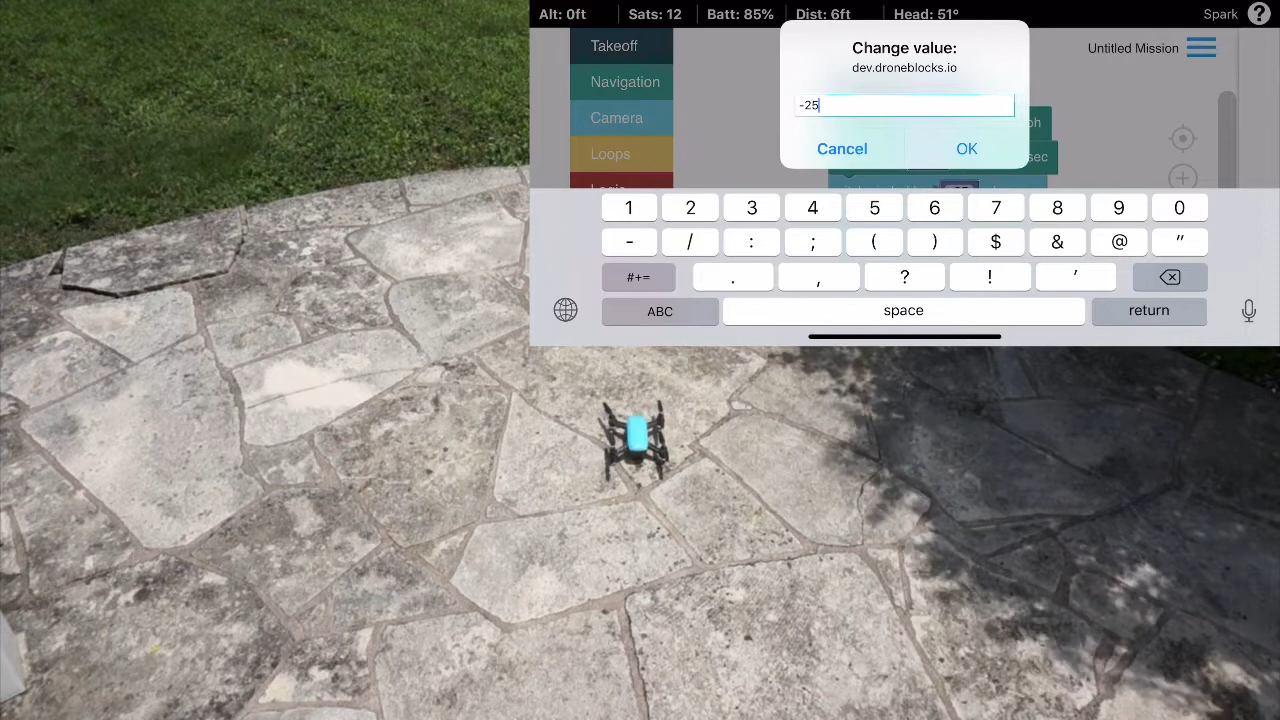 Alt: 0ft Sats: 12 Batt: 85% Dist: 6ft Head: 51° Spark ?
Takeoff
Navigation
Camera
Loops
Untitled Mission
Change value:
dev.droneblocks.io
-25
Cancel OK
sec
1 2 3 4 5 6 7 8 9 0
- / : ; ( ) $ & @ "
#+= . , ? ! '
ABC space return